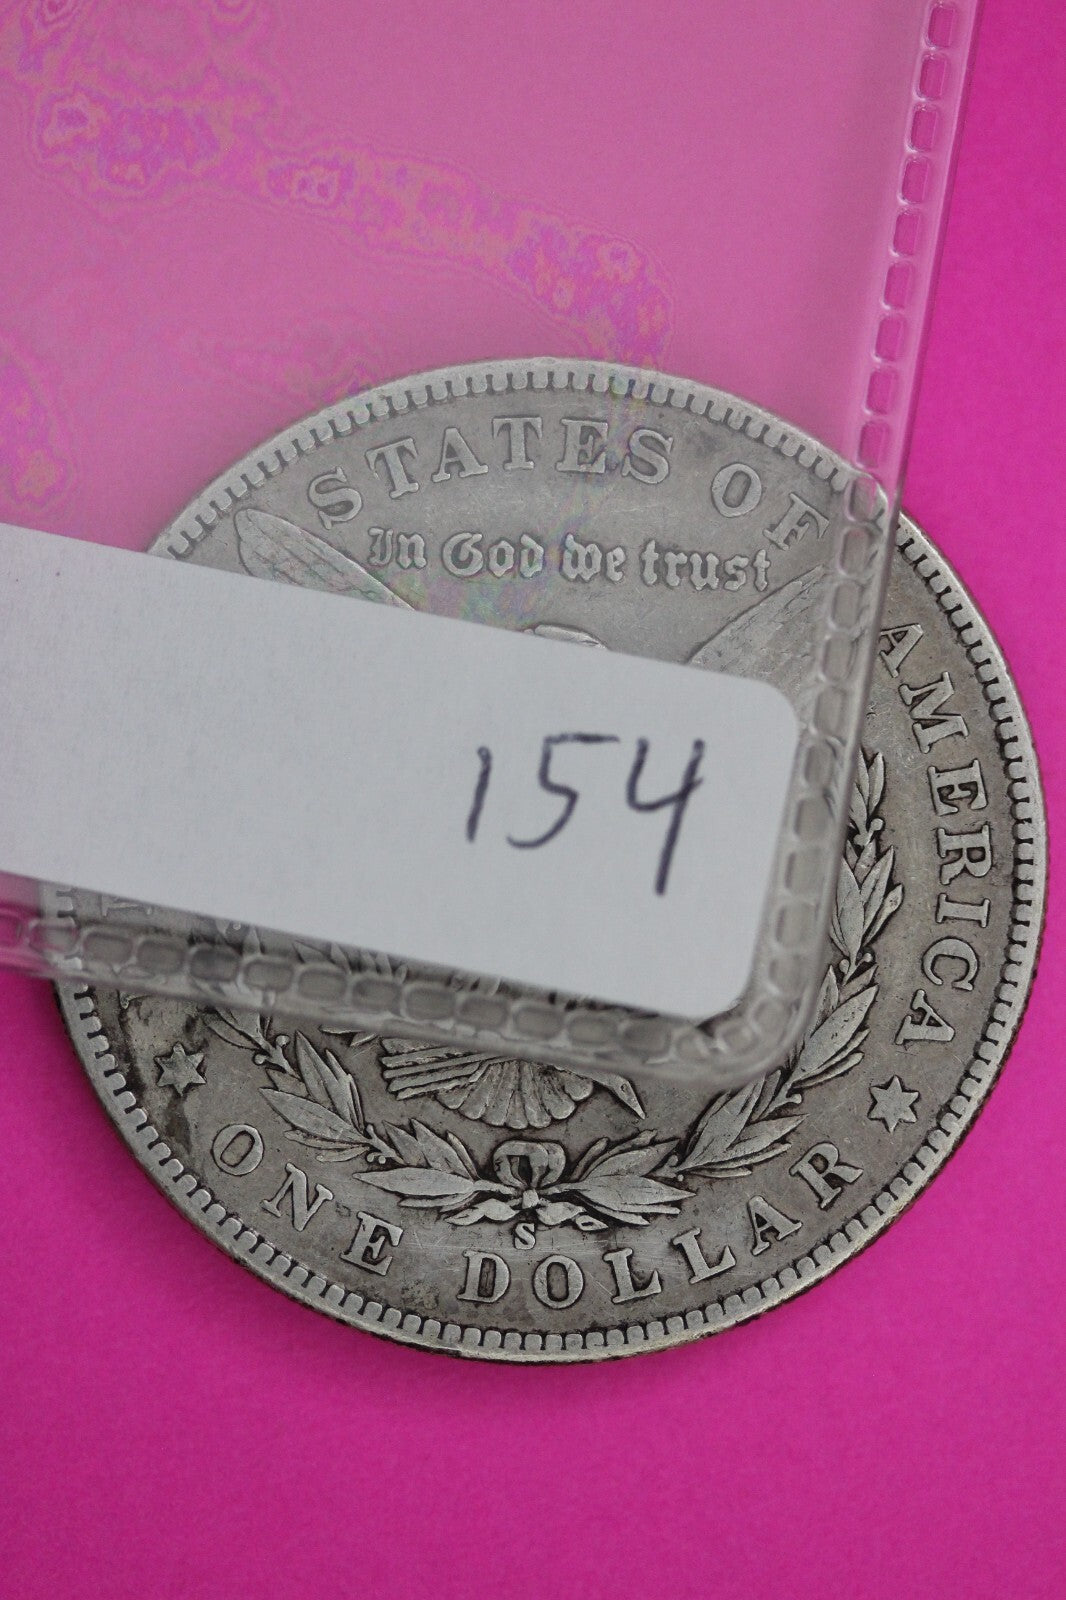 STATES OF AMERICA
In God we trust
154
S
ONE DOLLAR